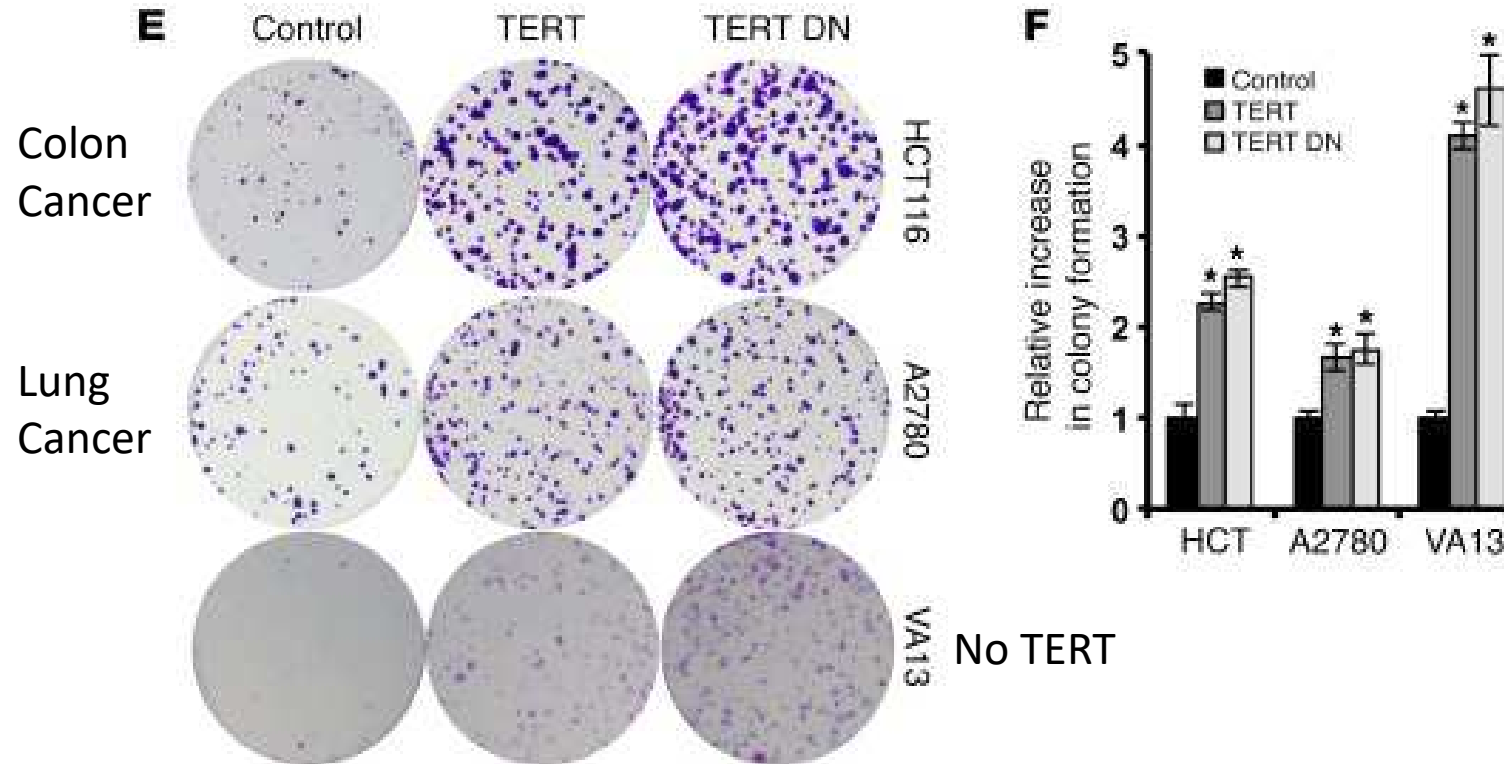 E
Control
TERT
TERT DN
Colon
Cancer
HCT116
Lung
Cancer
A2780
VA13
No TERT
F
5
4
3
2
1
0
Relative increase
in colony formation
Control
TERT
TERT DN
*
*
*
*
*
*
HCT
A2780
VA13